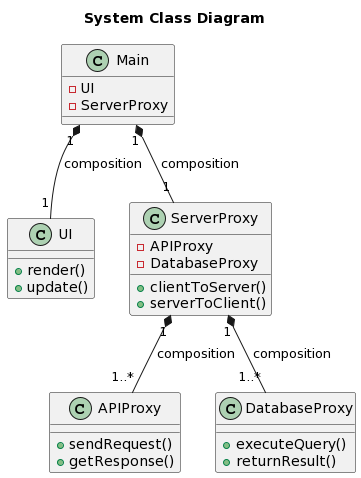 System Class Diagram
C Main
UI
ServerProxy
1 1
composition composition
1 1
C UI
render()
update()
C ServerProxy
APIProxy
DatabaseProxy
clientToServer()
serverToClient()
1 1
composition composition
1..* 1..*
C APIProxy
sendRequest()
getResponse()
C DatabaseProxy
executeQuery()
returnResult()